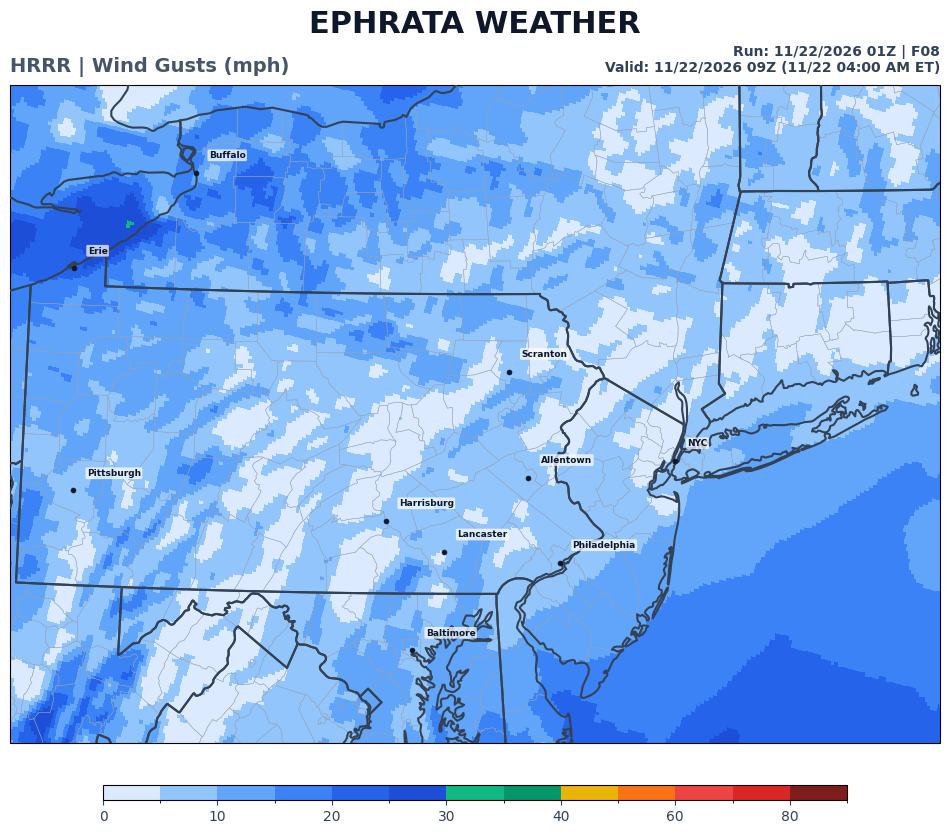 EPHRATA WEATHER
HRRR | Wind Gusts (mph)
Run: 11/22/2026 01Z | F08
Valid: 11/22/2026 09Z (11/22 04:00 AM ET)
Buffalo
Erie
Scranton
NYC
Allentown
Pittsburgh
Harrisburg
Lancaster
Philadelphia
Baltimore
0 10 20 30 40 50 60 70 80